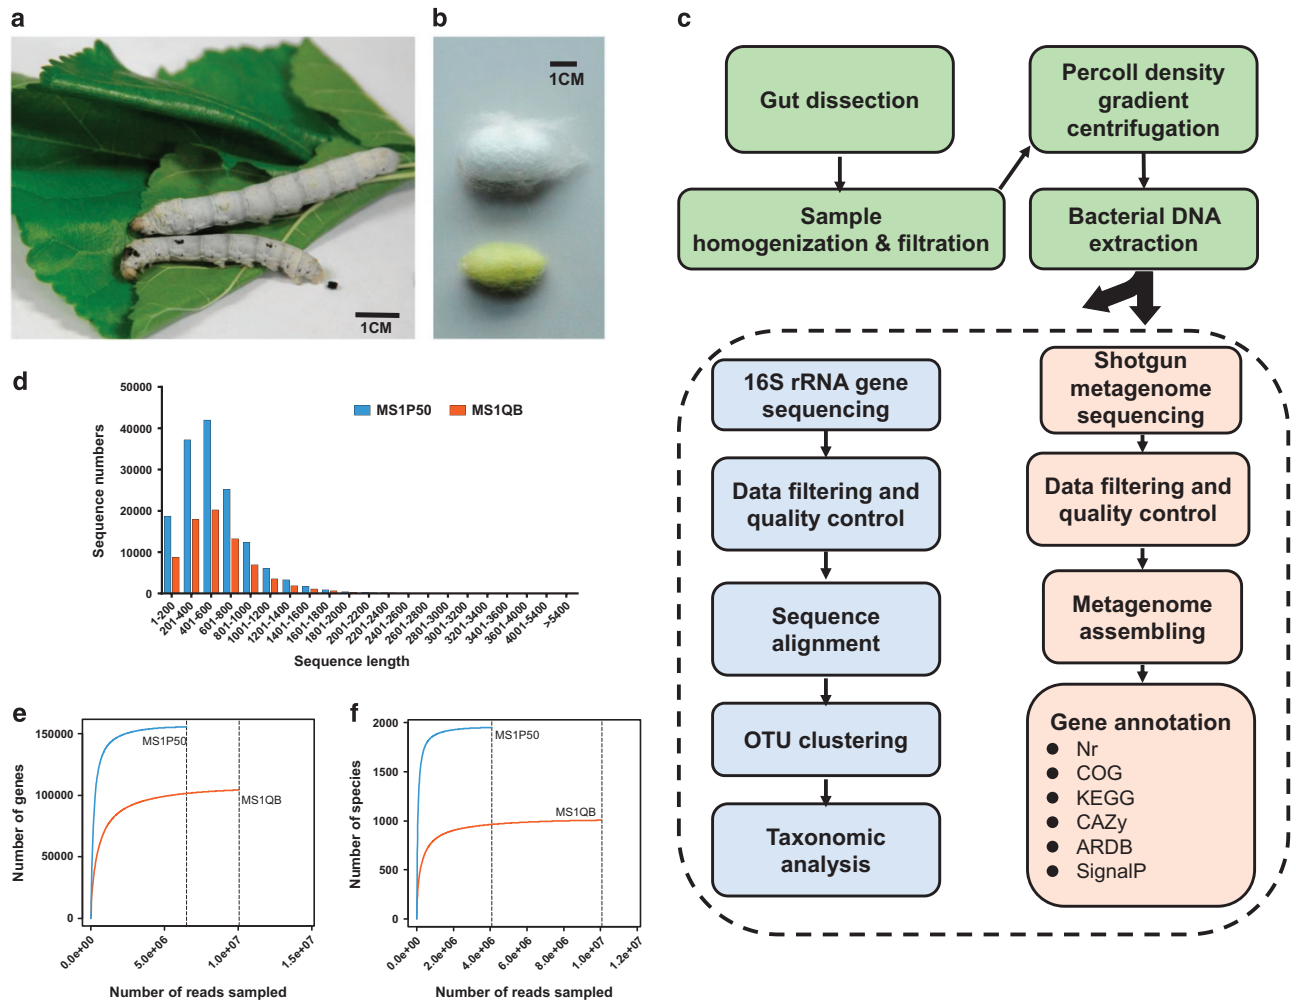 a
1CM
b
1CM
c
Gut dissection
Sample
homogenization & filtration
Percoll density
gradient
centrifugation
Bacterial DNA
extraction
16S rRNA gene
sequencing
Data filtering and
quality control
Sequence
alignment
OTU clustering
Taxonomic
analysis
Shotgun
metagenome
sequencing
Data filtering and
quality control
Metagenome
assembling
Gene annotation
● Nr
● COG
● KEGG
● CAZy
● ARDB
● SignalP
d
Sequence numbers
50000
40000
30000
20000
10000
0
MS1P50
MS1QB
1-200
201-400
401-600
601-800
801-1000
1001-1200
1201-1400
1401-1600
1601-1800
1801-2000
2001-2200
2201-2400
2401-2600
2601-2800
2801-3000
3001-3200
3201-3400
3401-3600
3601-4000
4001-5400
>5400
Sequence length
e
Number of genes
150000
100000
50000
0
MS1P50
MS1QB
0.0e+00
5.0e+06
1.0e+07
1.5e+07
Number of reads sampled
f
Number of species
2000
1500
1000
500
0
MS1P50
MS1QB
0.0e+00
2.0e+06
4.0e+06
6.0e+06
8.0e+06
1.0e+07
1.2e+07
Number of reads sampled